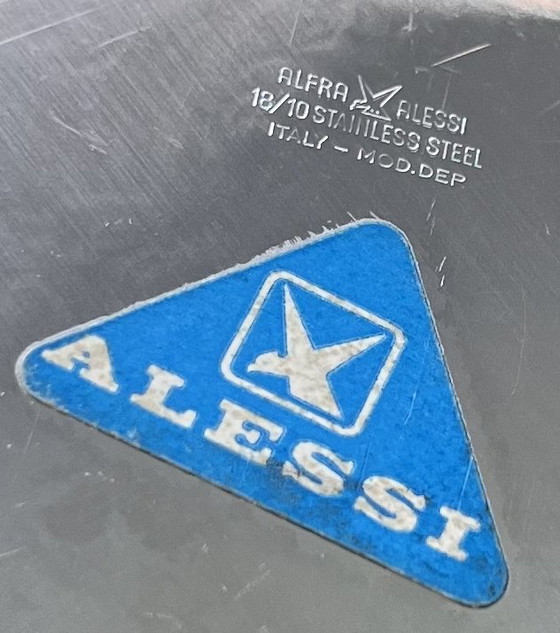 ALFRA ALESSI
18/10 STAINLESS STEEL
ITALY - MOD.DEP
ALESSI